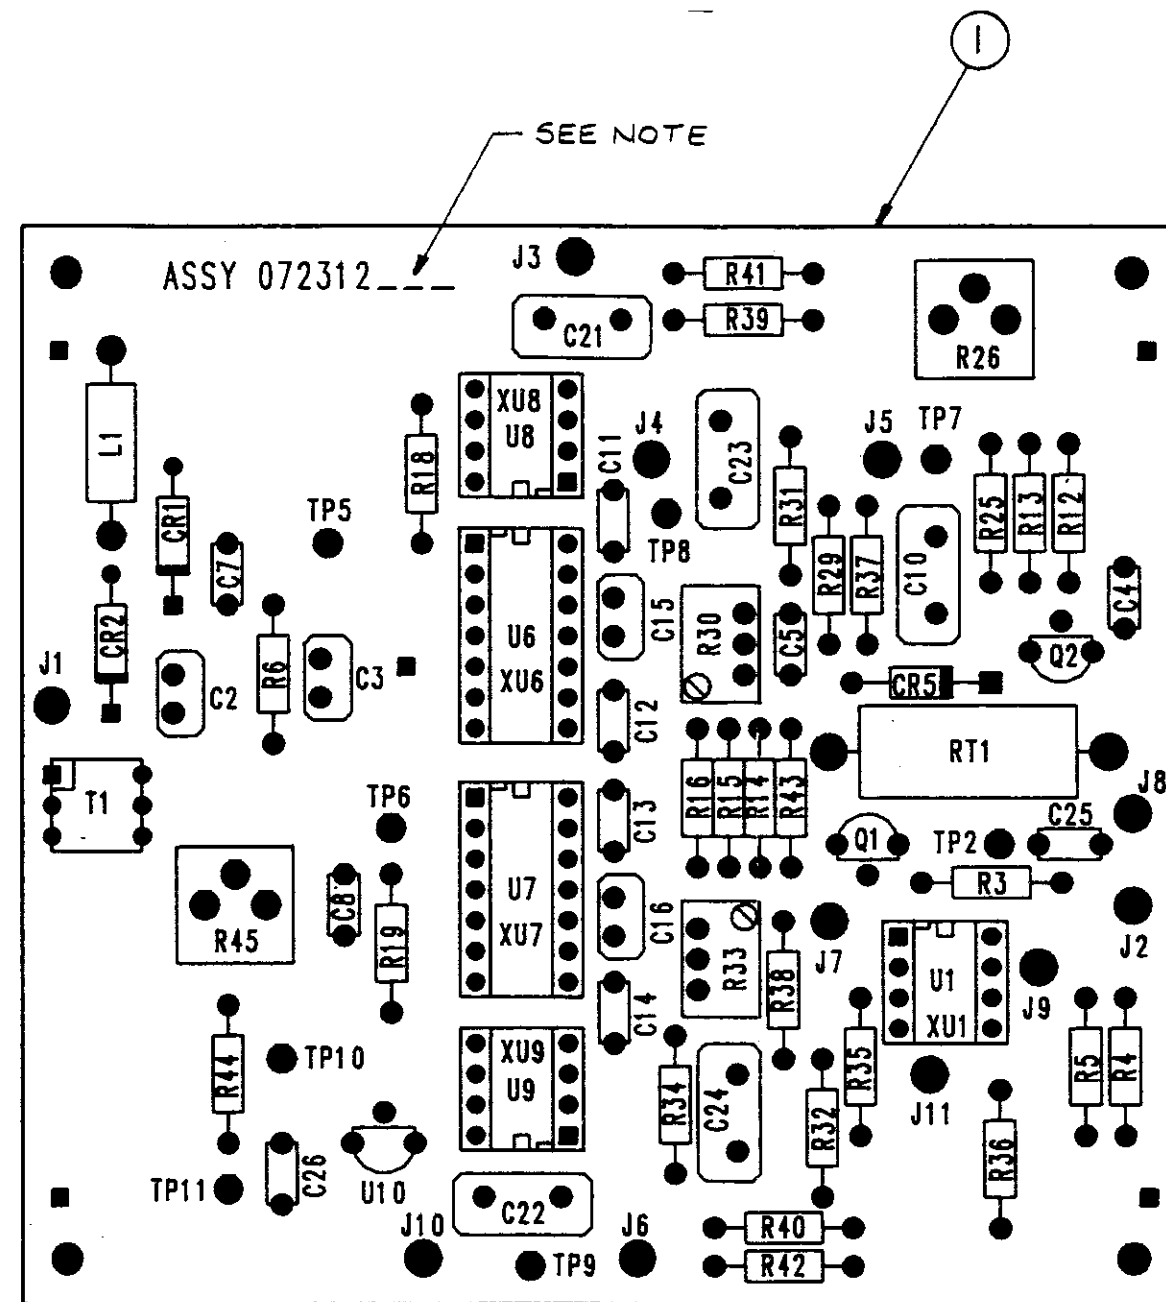 1
SEE NOTE
ASSY 072312___
J3
R41
C21
R39
R26
XU8
U8
J4
J5
TP7
L1
R18
C11
C23
R31
R25
R13
R12
CR1
TP5
TP8
C7
R29
R37
C10
C4
CR2
C15
R30
C5
J1
R6
C3
U6
XU6
Q2
C2
CR5
C12
RT1
T1
TP6
C13
R16
R15
R14
R43
J8
C25
Q1
TP2
R3
R45
C8
R19
U7
XU7
C16
R33
R38
J7
J2
U1
XU1
J9
C14
R44
TP10
XU9
U9
R34
C24
R32
R35
J11
R36
R5
R4
TP11
C26
U10
C22
J10
TP9
J6
R40
R42